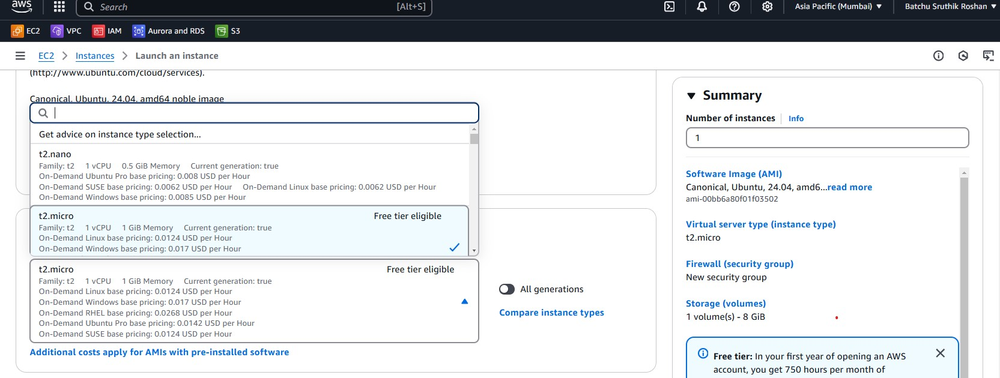 aws
Search [Alt+S]
Asia Pacific (Mumbai)
Batchu Sruthik Roshan
EC2
VPC
IAM
Aurora and RDS
S3
EC2
Instances
Launch an instance
(http://www.ubuntu.com/cloud/services).
Canonical, Ubuntu, 24.04, amd64 noble image
Get advice on instance type selection...
t2.nano
Family: t2 1 vCPU 0.5 GiB Memory Current generation: true
On-Demand Ubuntu Pro base pricing: 0.008 USD per Hour
On-Demand SUSE base pricing: 0.0062 USD per Hour On-Demand Linux base pricing: 0.0062 USD per Hour
On-Demand Windows base pricing: 0.0085 USD per Hour
t2.micro Free tier eligible
Family: t2 1 vCPU 1 GiB Memory Current generation: true
On-Demand Linux base pricing: 0.0124 USD per Hour
On-Demand Windows base pricing: 0.017 USD per Hour
t2.micro Free tier eligible
Family: t2 1 vCPU 1 GiB Memory Current generation: true
On-Demand Linux base pricing: 0.0124 USD per Hour
On-Demand Windows base pricing: 0.017 USD per Hour
On-Demand RHEL base pricing: 0.0268 USD per Hour
On-Demand Ubuntu Pro base pricing: 0.0142 USD per Hour
On-Demand SUSE base pricing: 0.0124 USD per Hour
Additional costs apply for AMIs with pre-installed software
All generations
Compare instance types
Summary
Number of instances Info
1
Software Image (AMI)
Canonical, Ubuntu, 24.04, amd6...read more
ami-00bb6a80f01f03502
Virtual server type (instance type)
t2.micro
Firewall (security group)
New security group
Storage (volumes)
1 volume(s) - 8 GiB
Free tier: In your first year of opening an AWS
account, you get 750 hours per month of